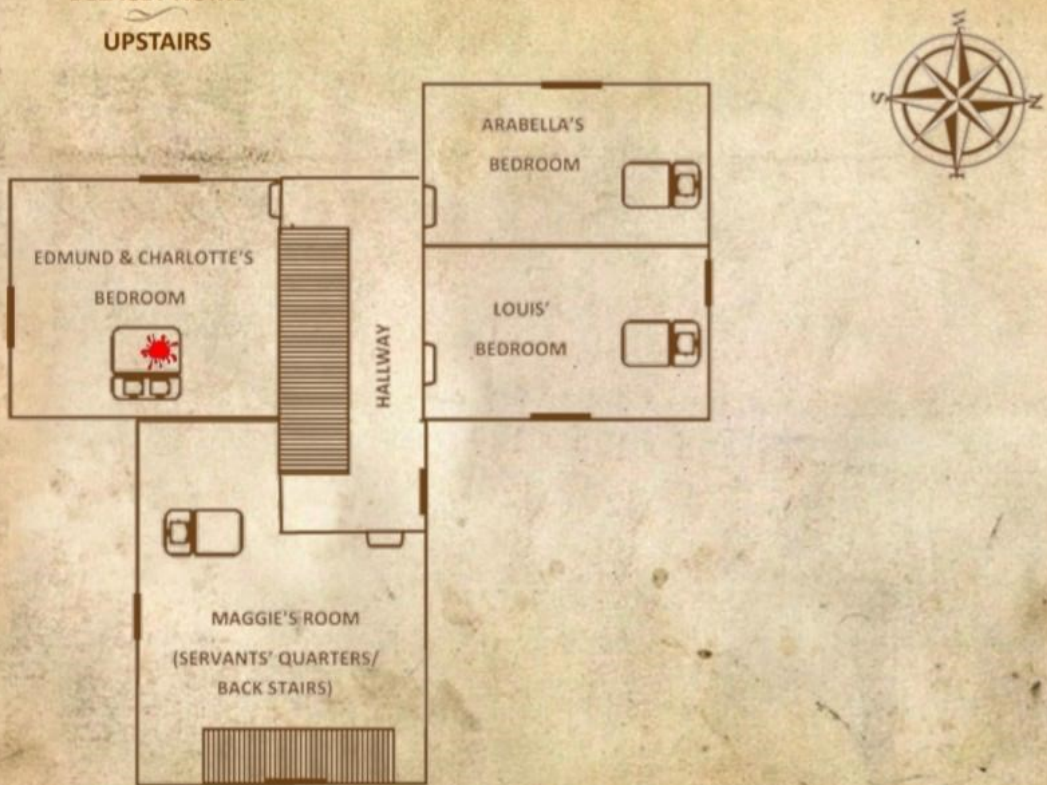 UPSTAIRS
W
S
N
E
ARABELLA'S
BEDROOM
EDMUND & CHARLOTTE'S
BEDROOM
LOUIS'
BEDROOM
HALLWAY
MAGGIE'S ROOM
(SERVANTS' QUARTERS/
BACK STAIRS)